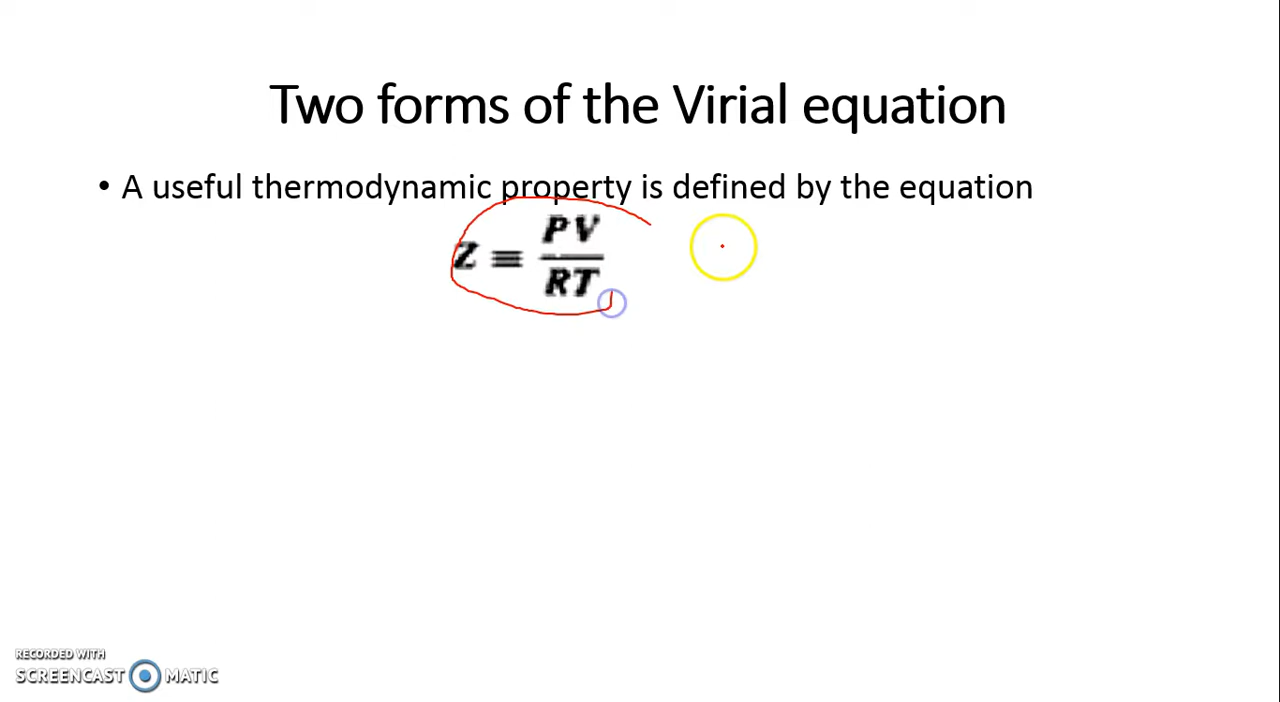 Two forms of the Virial equation
• A useful thermodynamic property is defined by the equation
Z ≡ PV / RT
RECORDED WITH
SCREENCAST MATIC